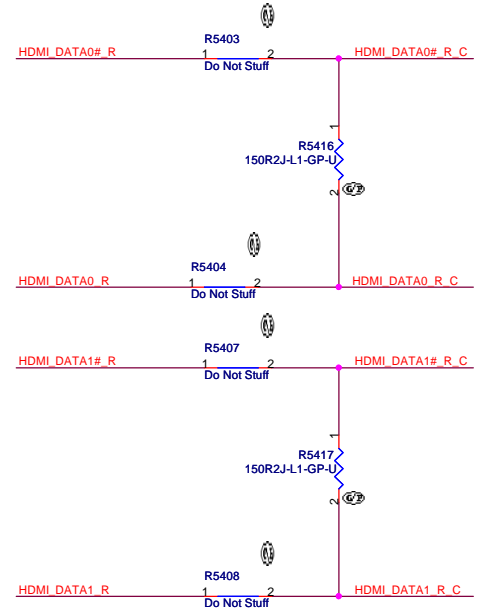 R5403
HDMI_DATA0#_R 1 2 HDMI_DATA0#_R_C
Do Not Stuff
1
R5416
150R2J-L1-GP-U
2
R5404
HDMI_DATA0_R 1 2 HDMI_DATA0_R_C
Do Not Stuff
R5407
HDMI_DATA1#_R 1 2 HDMI_DATA1#_R_C
Do Not Stuff
1
R5417
150R2J-L1-GP-U
2
R5408
HDMI_DATA1_R 1 2 HDMI_DATA1_R_C
Do Not Stuff